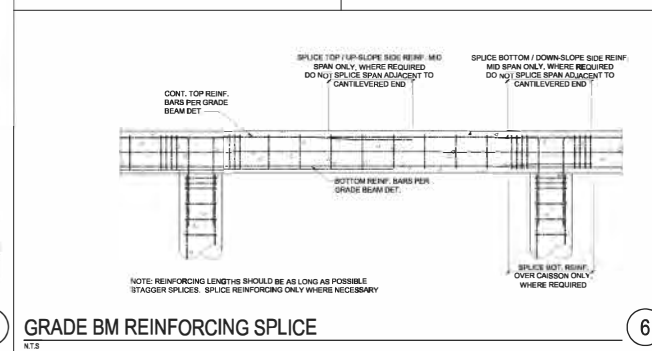 SPLICE TOP / UP-SLOPE SIDE REINF. MID
SPAN ONLY, WHERE REQUIRED
DO NOT SPLICE SPAN ADJACENT TO
CANTILEVERED END
SPLICE BOTTOM / DOWN-SLOPE SIDE REINF.
MID SPAN ONLY, WHERE REQUIRED
DO NOT SPLICE SPAN ADJACENT TO
CANTILEVERED END
CONT. TOP REINF.
BARS PER GRADE
BEAM DET.
BOTTOM REINF. BARS PER
GRADE BEAM DET.
SPLICE BOT. REINF.
OVER CAISSON ONLY,
WHERE REQUIRED
NOTE: REINFORCING LENGTHS SHOULD BE AS LONG AS POSSIBLE
STAGGER SPLICES. SPLICE REINFORCING ONLY WHERE NECESSARY
GRADE BM REINFORCING SPLICE
6
N.T.S